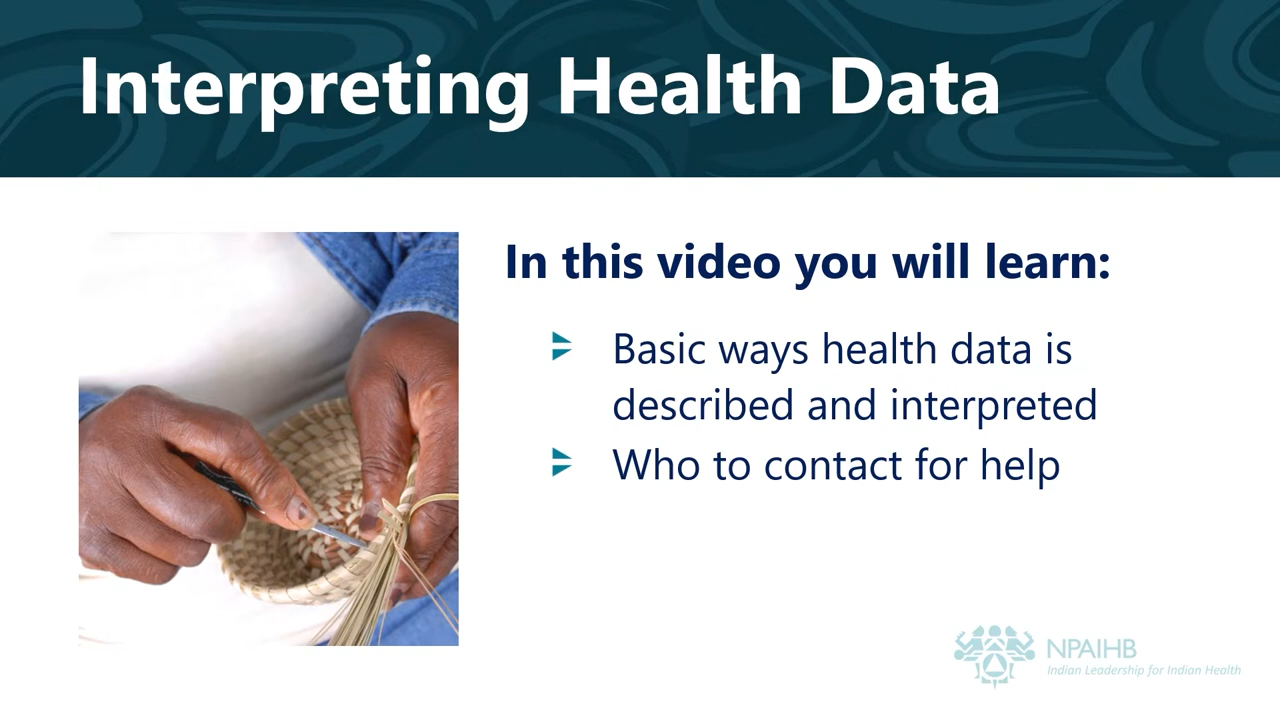 Interpreting Health Data
In this video you will learn:
Basic ways health data is
described and interpreted
Who to contact for help
NPAIHB
Indian Leadership for Indian Health